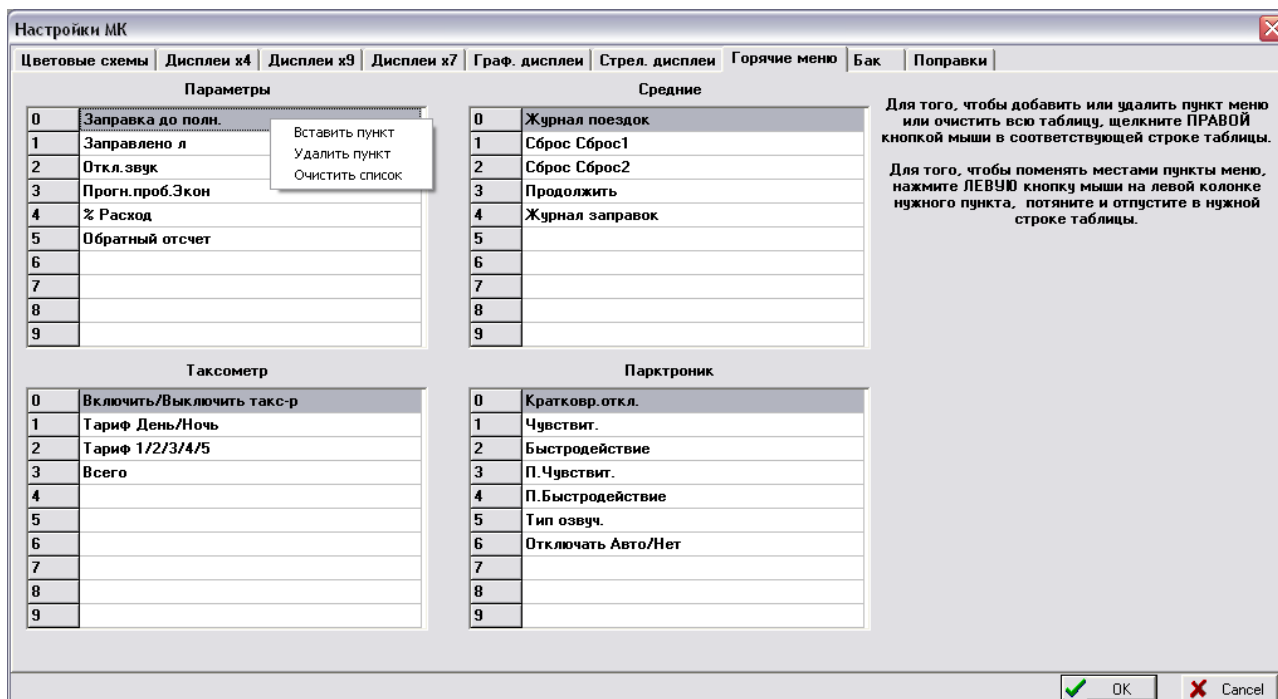 Настройки МК
Цветовые схемы Дисплеи x4 Дисплеи x9 Дисплеи x7 Граф. дисплеи Стрел. дисплеи Горячие меню Бак Поправки
Параметры
0 Заправка до полн.
1 Заправлено л
2 Откл.звук
3 Прогн.проб.Экон
4 % Расход
5 Обратный отсчет
6
7
8
9
Вставить пункт
Удалить пункт
Очистить список
Средние
0 Журнал поездок
1 Сброс Сброс1
2 Сброс Сброс2
3 Продолжить
4 Журнал заправок
5
6
7
8
9
Для того, чтобы добавить или удалить пункт меню
или очистить всю таблицу, щелкните ПРАВОЙ
кнопкой мыши в соответствующей строке таблицы.
Для того, чтобы поменять местами пункты меню,
нажмите ЛЕВУЮ кнопку мыши на левой колонке
нужного пункта, потяните и отпустите в нужной
строке таблицы.
Таксометр
0 Включить/Выключить такс-р
1 Тариф День/Ночь
2 Тариф 1/2/3/4/5
3 Всего
4
5
6
7
8
9
Парктроник
0 Кратковр.откл.
1 Чувствит.
2 Быстродействие
3 П.Чувствит.
4 П.Быстродействие
5 Тип озвуч.
6 Отключать Авто/Нет
7
8
9
OK Cancel